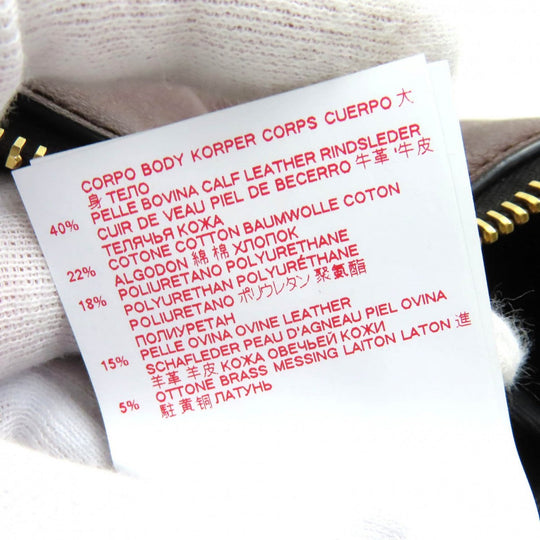 CORPO BODY KORPER CORPS CUERPO 大
身 ТЕЛО
40% PELLE BOVINA CALF LEATHER RINDSLEDER
CUIR DE VEAU PIEL DE BECERRO 牛革 '牛皮
ТЕЛЯЧЬЯ КОЖА
22% COTONE COTTON BAUMWOLLE COTON
ALGODON 綿 棉 ХЛОПОК
18% POLIURETANO POLYURETHANE
POLYURETHAN POLYURÉTHANE
POLIURETANO ポリウレタン 聚氨酯
ПОЛИУРЕТАН
15% PELLE OVINA OVINE LEATHER
SCHAFLEDER PEAU D'AGNEAU PIEL OVINA
羊革 羊皮 КОЖА ОВЕЧЬЕЙ КОЖИ
5% OTTONE BRASS MESSING LAITON LATON 進
駐 黄铜 ЛАТУНЬ